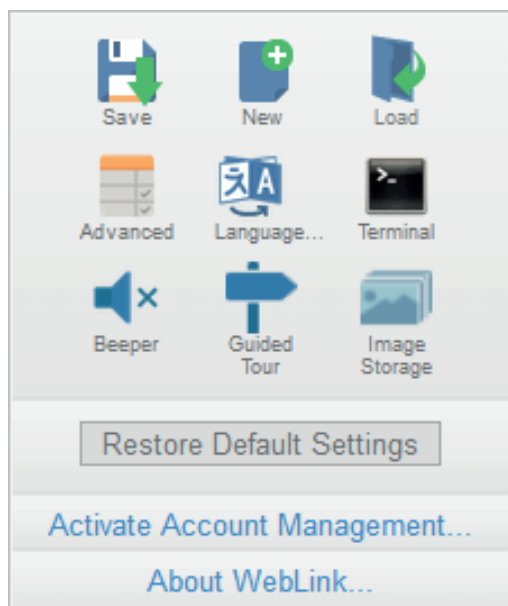 Save New Load
Advanced Language... Terminal
Beeper Guided Tour Image Storage
Restore Default Settings
Activate Account Management...
About WebLink...